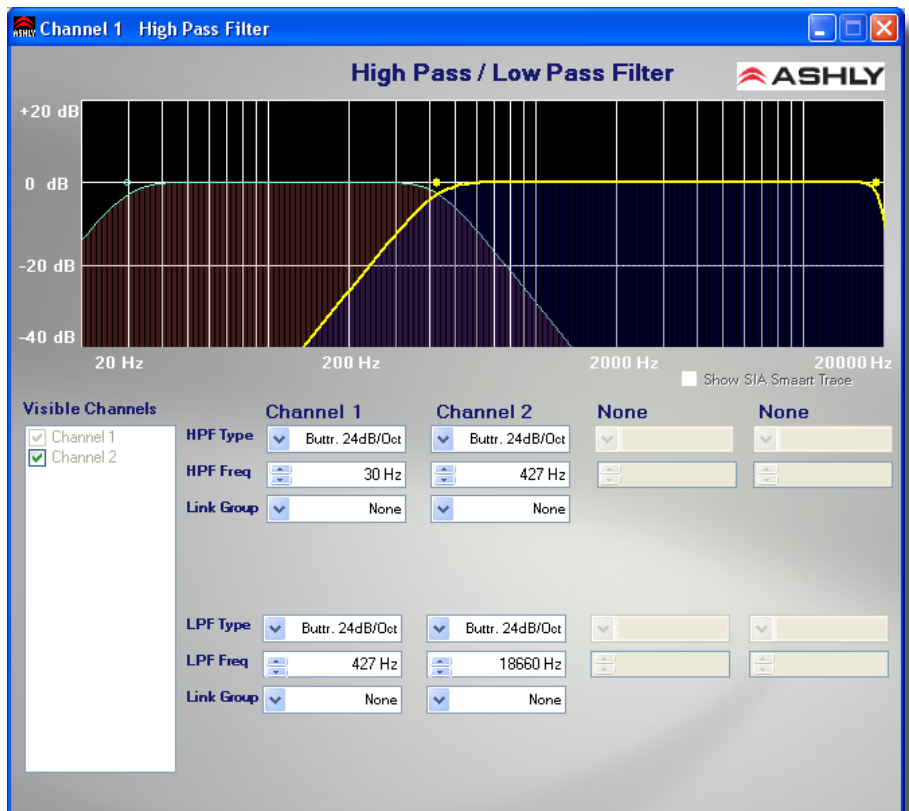 ASHLY Channel 1 High Pass Filter
High Pass / Low Pass Filter ASHLY
+20 dB
0 dB
-20 dB
-40 dB
20 Hz 200 Hz 2000 Hz 20000 Hz
Show SIA Smaart Trace
Visible Channels Channel 1 Channel 2 None None
Channel 1
Channel 2
HPF Type Buttr. 24dB/Oct Buttr. 24dB/Oct
HPF Freq 30 Hz 427 Hz
Link Group None None
LPF Type Buttr. 24dB/Oct Buttr. 24dB/Oct
LPF Freq 427 Hz 18660 Hz
Link Group None None